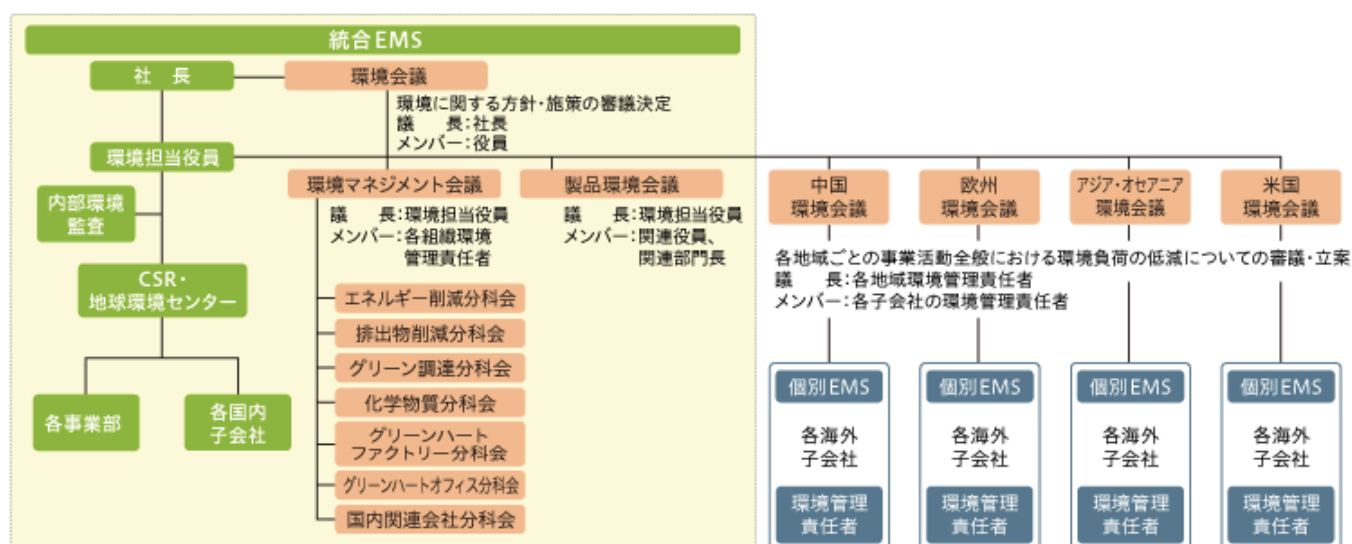 統合EMS
社　長
環境会議
環境に関する方針・施策の審議決定
議　　長：社長
メンバー：役員
環境担当役員
内部環境
監査
CSR・
地球環境センター
各事業部
各国内
子会社
環境マネジメント会議
議　　長：環境担当役員
メンバー：各組織環境
管理責任者
エネルギー削減分科会
排出物削減分科会
グリーン調達分科会
化学物質分科会
グリーンハート
ファクトリー分科会
グリーンハートオフィス分科会
国内関連会社分科会
製品環境会議
議　　長：環境担当役員
メンバー：関連役員、
関連部門長
中国
環境会議
欧州
環境会議
アジア・オセアニア
環境会議
米国
環境会議
各地域ごとの事業活動全般における環境負荷の低減についての審議・立案
議　　長：各地域環境管理責任者
メンバー：各子会社の環境管理責任者
個別EMS
各海外
子会社
環境管理
責任者
個別EMS
各海外
子会社
環境管理
責任者
個別EMS
各海外
子会社
環境管理
責任者
個別EMS
各海外
子会社
環境管理
責任者